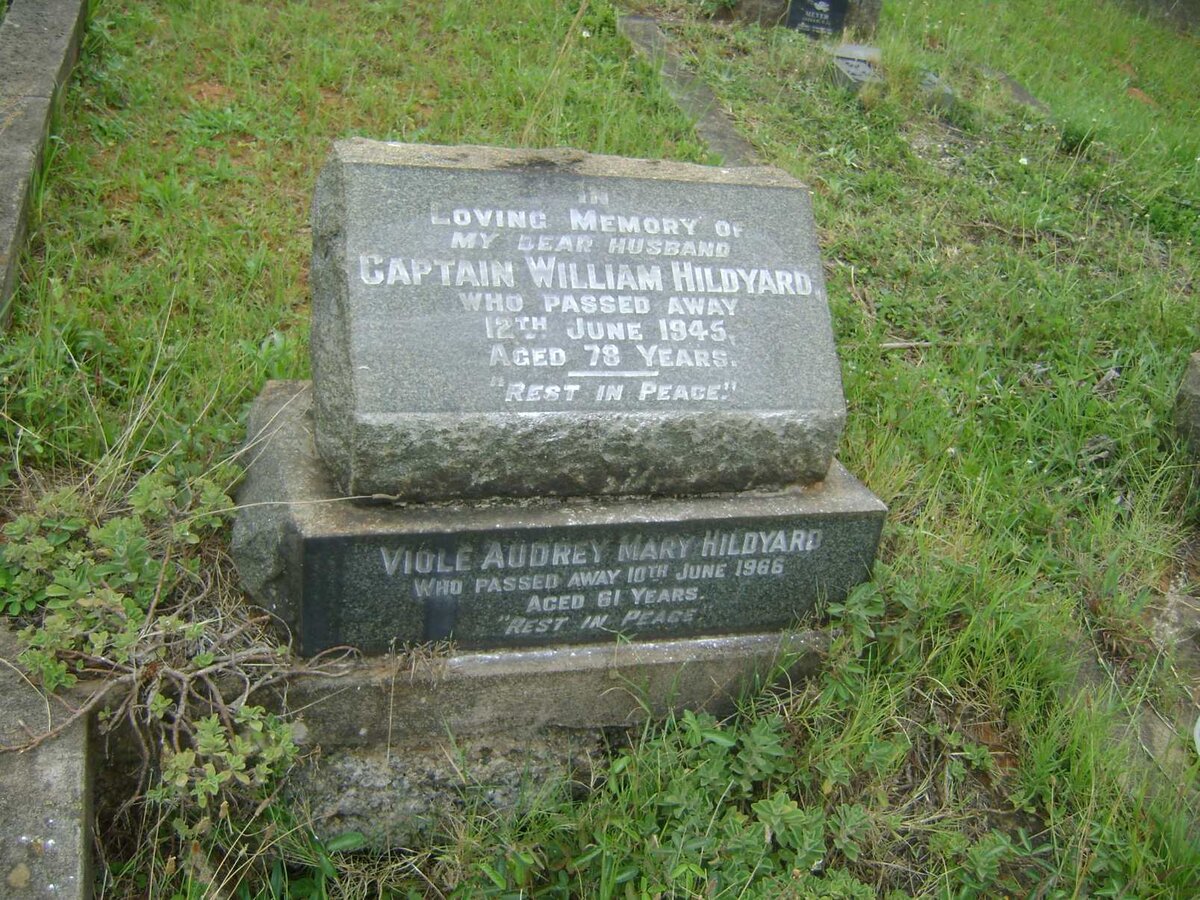 MEYER
IN
LOVING MEMORY OF
MY DEAR HUSBAND
CAPTAIN WILLIAM HILDYARD,
WHO PASSED AWAY
12TH JUNE 1945,
AGED 78 YEARS.
"REST IN PEACE."
VIOLE AUDREY MARY HILDYARD
WHO PASSED AWAY 10TH JUNE 1966
AGED 61 YEARS.
"REST IN PEACE"